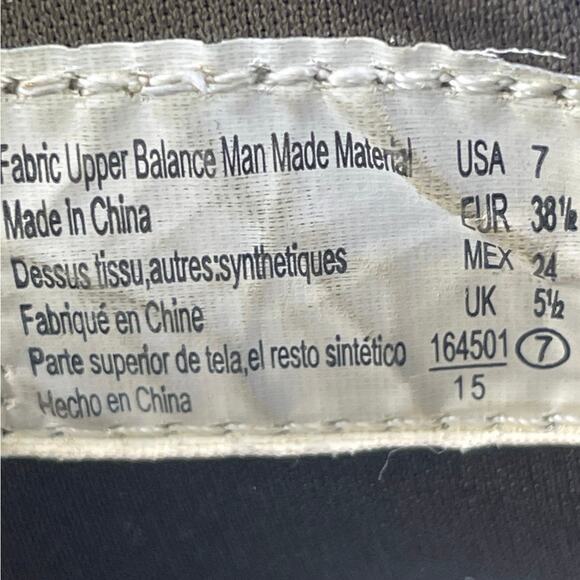 Fabric Upper Balance Man Made Material USA 7
Made In China EUR 38½
Dessus tissu,autres:synthetiques MEX 24
Fabriqué en Chine UK 5½
Parte superior de tela,el resto sintético 164501 7
Hecho en China 15